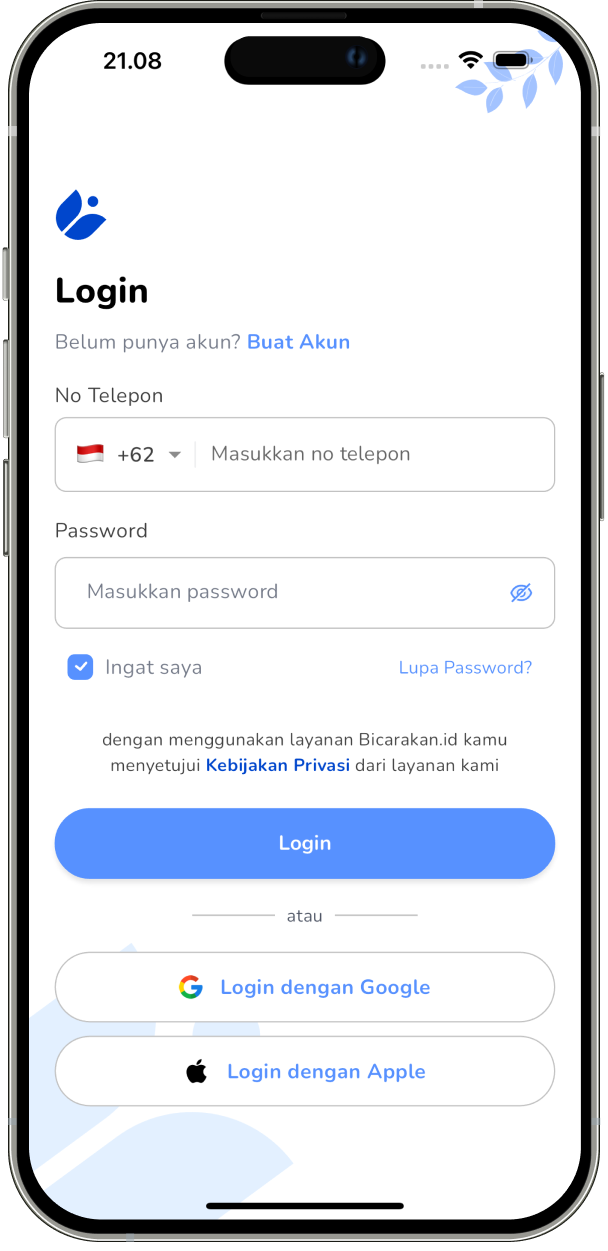 21.08
Login
Belum punya akun? Buat Akun
No Telepon
+62 Masukkan no telepon
Password
Masukkan password
Ingat saya Lupa Password?
dengan menggunakan layanan Bicarakan.id kamu
menyetujui Kebijakan Privasi dari layanan kami
Login
atau
Login dengan Google
Login dengan Apple